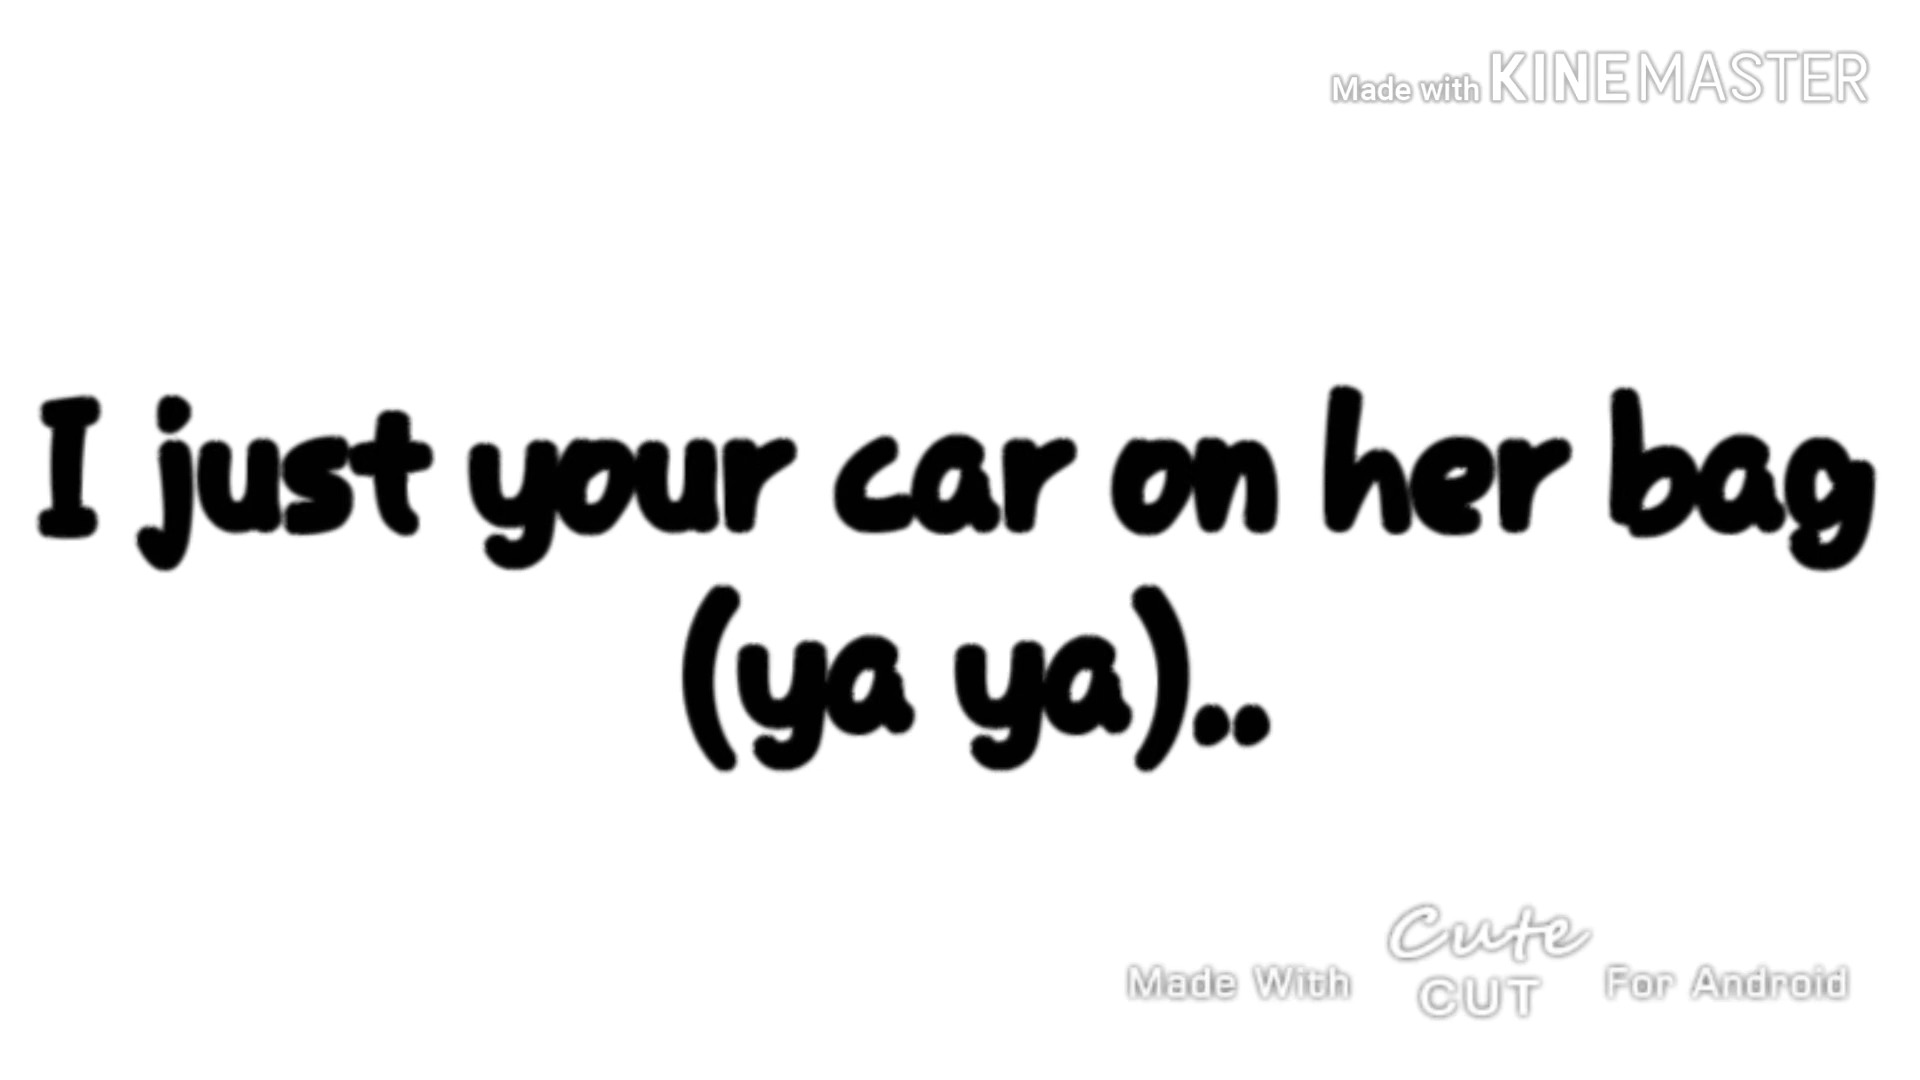 Made with KINEMASTER
I just your car on her bag
(ya ya)..
Made With Cute CUT For Android